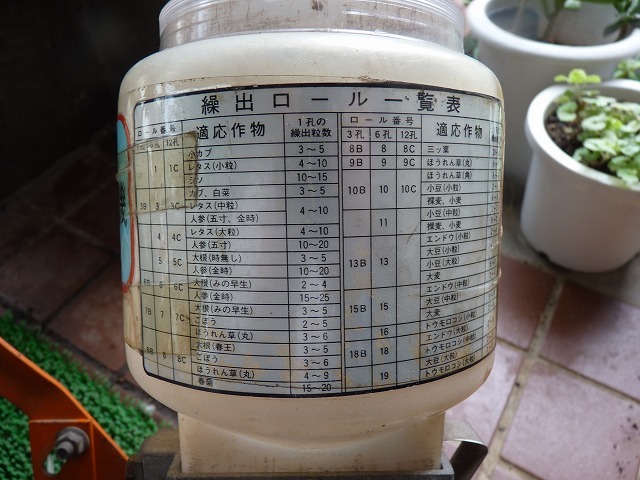 繰出ロール一覧表
ロール番号 適応作物 1孔の繰出粒数 ロール番号 適応作物
12孔 3孔 6孔 12孔
小カブ 3～5 8B 8 8C 三ッ葉
1 1C レタス(小粒) 4～10 9B 9 9C ほうれん草(丸)
シソ 10～15 ほうれん草(角)
カブ、白菜 3～5 10B 10 10C 小豆(小粒)
3B 3 3C レタス(中粒) 4～10 裸麦、小麦
人参(五寸、金時) 11 小豆(中粒)
4 4C レタス(大粒) 4～10 裸麦、小麦
人参(五寸) 10～20 13B 13 エンドウ(小粒)
5 5C 大根(時無し) 3～5 大豆(小粒)
人参(金時) 10～20 小豆(大粒)
6 6C 大根(みの早生) 2～4 大麦
人参(金時) 15～25 15B 15 エンドウ(中粒)
7B 7 7C 大根(みの早生) 3～5 大豆(中粒)
ごぼう 2～5 大麦
ほうれん草(丸) 3～6 16 トウモロコシ(小粒)
8B 8 8C 大根(春王) 3～5 18B 18 エンドウ(大粒)
ごぼう 3～6 トウモロコシ(中粒)
ほうれん草(丸) 4～9 大豆(大粒)
春菊 15～20 19 トウモロコシ(大粒)